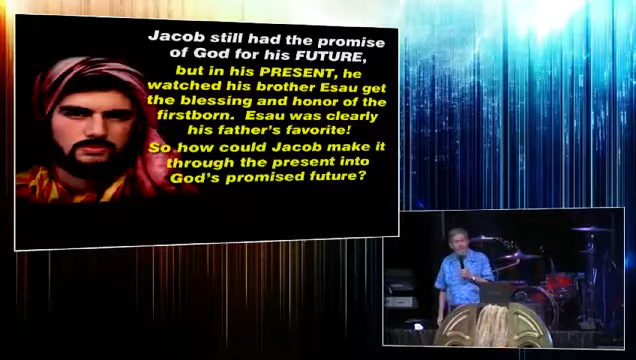 Jacob still had the promise
of God for his FUTURE,
but in his PRESENT, he
watched his brother Esau get
the blessing and honor of the
firstborn. Esau was clearly
his father's favorite!
So how could Jacob make it
through the present into
God's promised future?